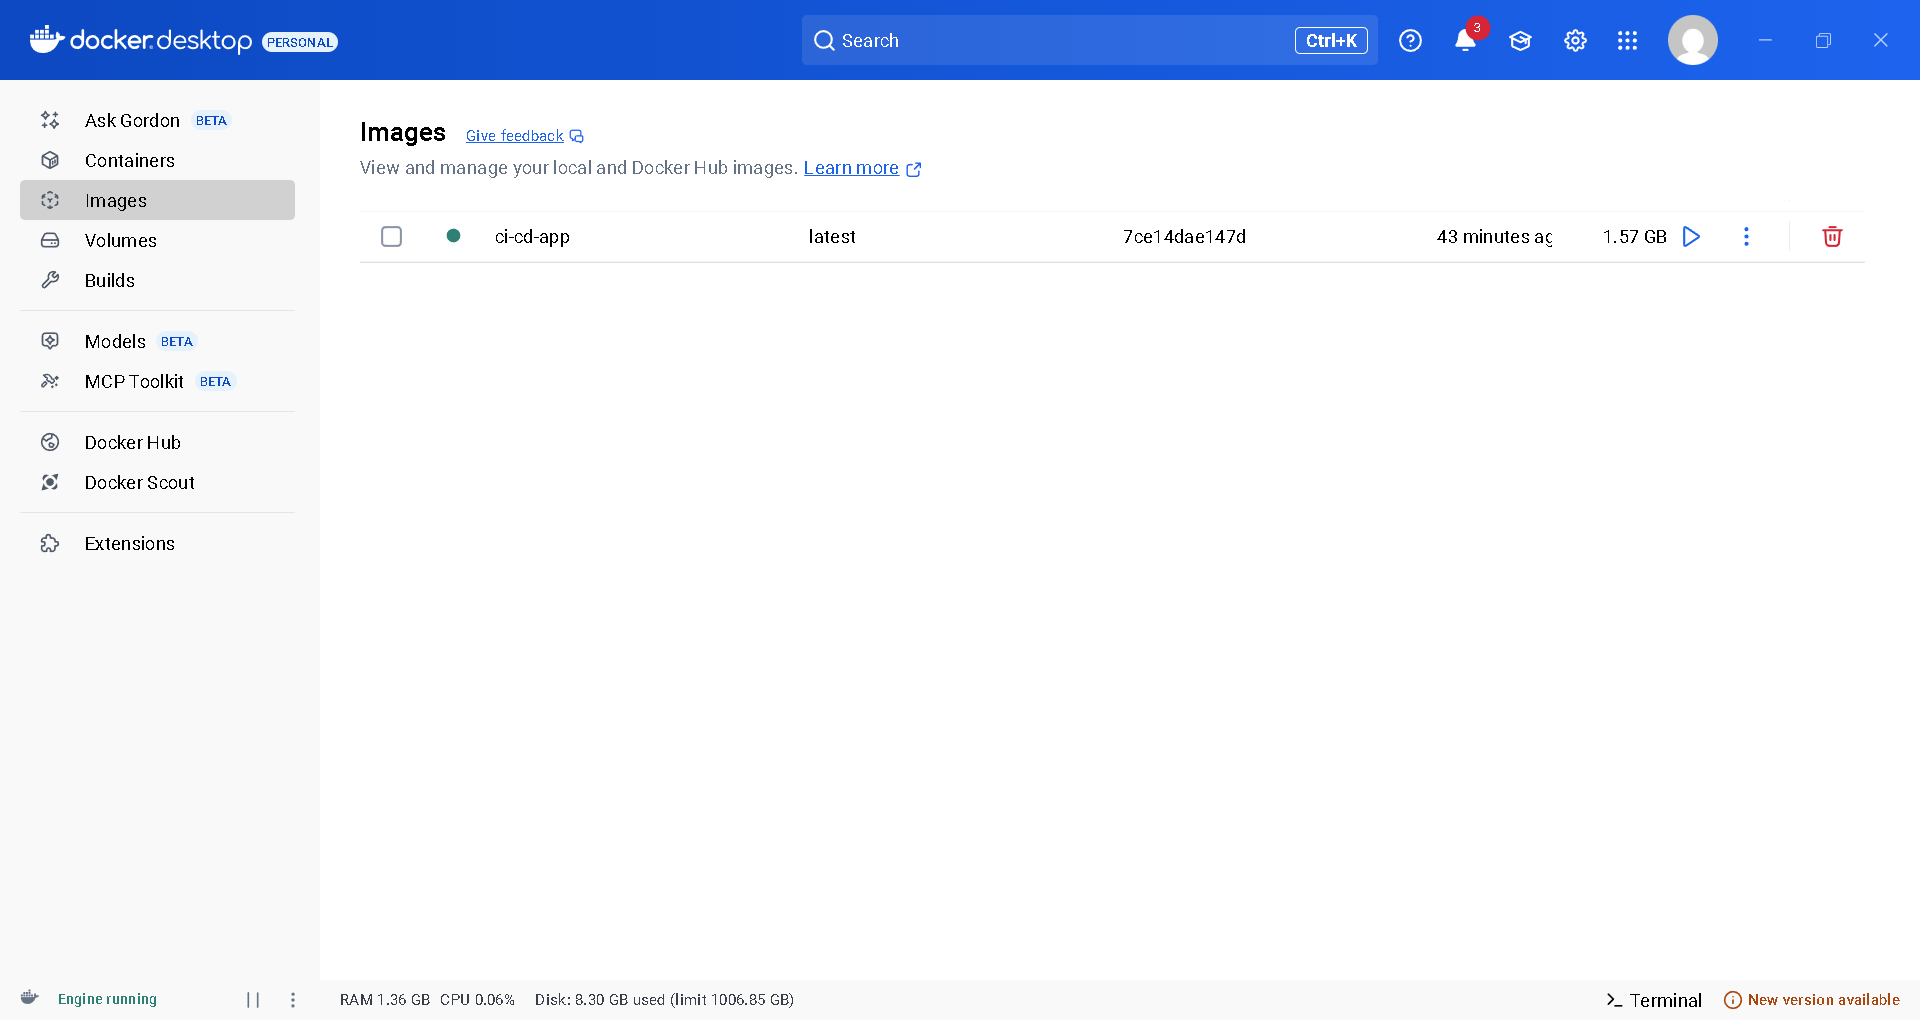 docker desktop PERSONAL
Search
Ctrl+K
3
Ask Gordon BETA
Containers
Images
Volumes
Builds
Models BETA
MCP Toolkit BETA
Docker Hub
Docker Scout
Extensions
Images Give feedback
View and manage your local and Docker Hub images. Learn more
ci-cd-app latest 7ce14dae147d 43 minutes ag 1.57 GB
Engine running
RAM 1.36 GB CPU 0.06% Disk: 8.30 GB used (limit 1006.85 GB)
Terminal
New version available